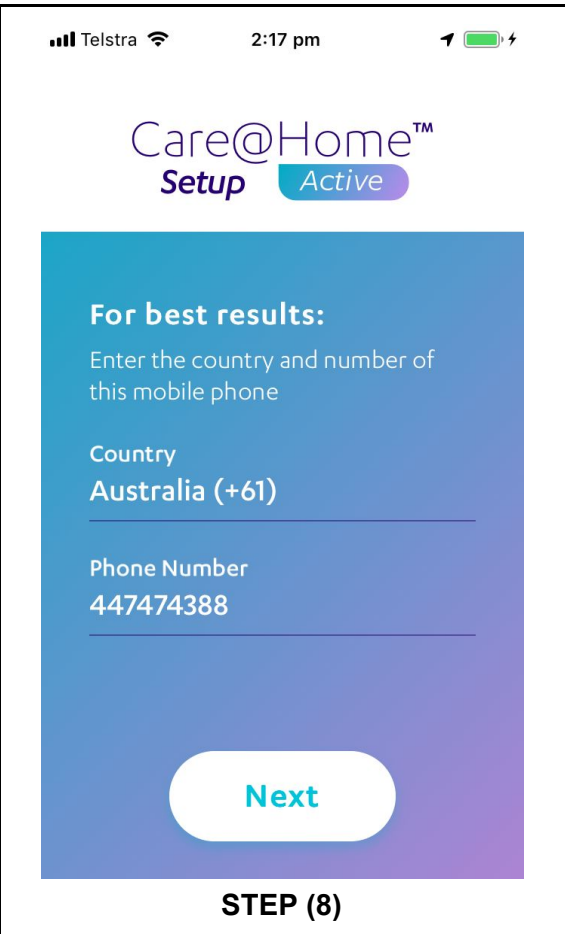 Telstra 2:17 pm
Care@Home™
Setup Active
For best results:
Enter the country and number of
this mobile phone
Country
Australia (+61)
Phone Number
447474388
Next
STEP (8)